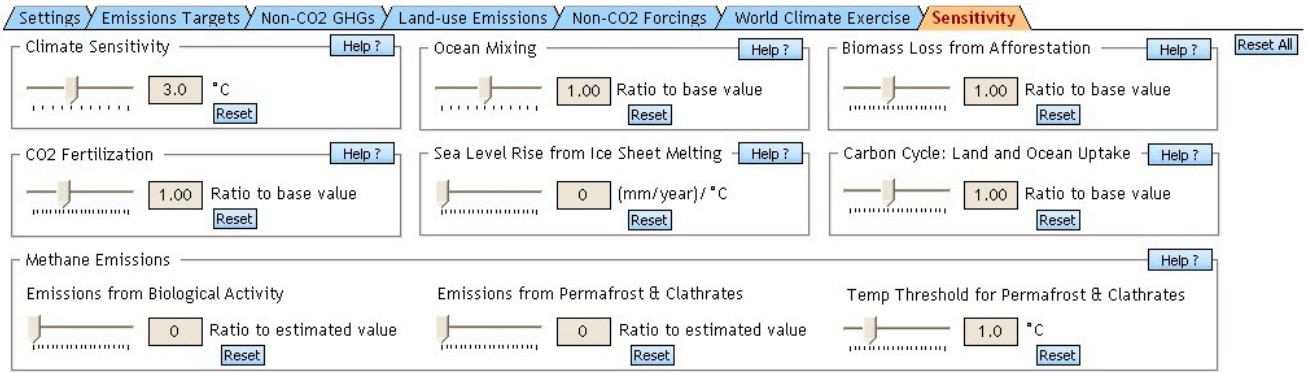 Settings Emissions Targets Non-CO2 GHGs Land-use Emissions Non-CO2 Forcings World Climate Exercise Sensitivity
Climate Sensitivity Help ? Ocean Mixing Help ? Biomass Loss from Afforestation Help ? Reset All
3.0 °C 1.00 Ratio to base value 1.00 Ratio to base value
Reset Reset Reset
CO2 Fertilization Help ? Sea Level Rise from Ice Sheet Melting Help ? Carbon Cycle: Land and Ocean Uptake Help ?
1.00 Ratio to base value 0 (mm/year)/°C 1.00 Ratio to base value
Reset Reset Reset
Methane Emissions Help ?
Emissions from Biological Activity Emissions from Permafrost & Clathrates Temp Threshold for Permafrost & Clathrates
0 Ratio to estimated value 0 Ratio to estimated value 1.0 °C
Reset Reset Reset